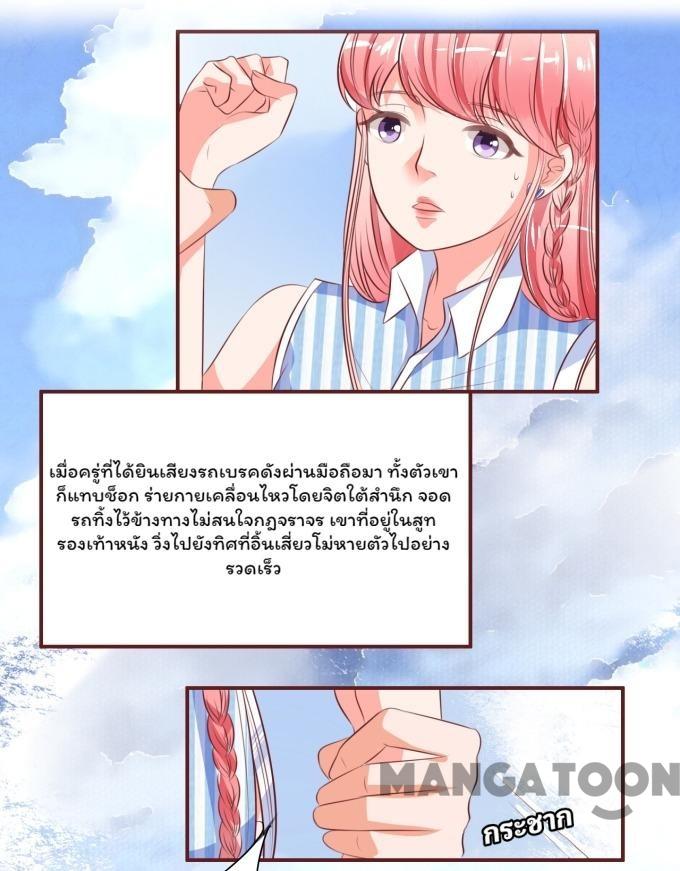 เมื่อครู่ที่ได้ยินเสียงรถเบรคดังผ่านมือถือมา ทั้งตัวเขา
ก็แทบช็อก ร่ายกายเคลื่อนไหวโดยจิตใต้สำนึก จอด
รถทิ้งไว้ข้างทางไม่สนใจกฎจราจร เขาที่อยู่ในสูท
รองเท้าหนัง วิ่งไปยังทิศที่อิ้นเสี่ยวโม่หายตัวไปอย่าง
รวดเร็ว
MANGATOON
กระชาก